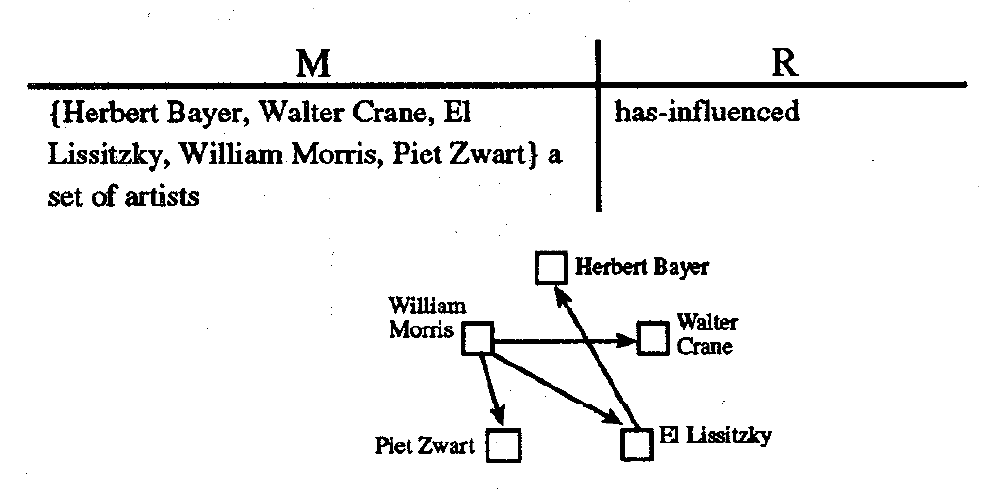 M
R
{Herbert Bayer, Walter Crane, El
Lissitzky, William Morris, Piet Zwart} a
set of artists
has-influenced
Herbert Bayer
William
Morris
Walter
Crane
Piet Zwart
El Lissitzky